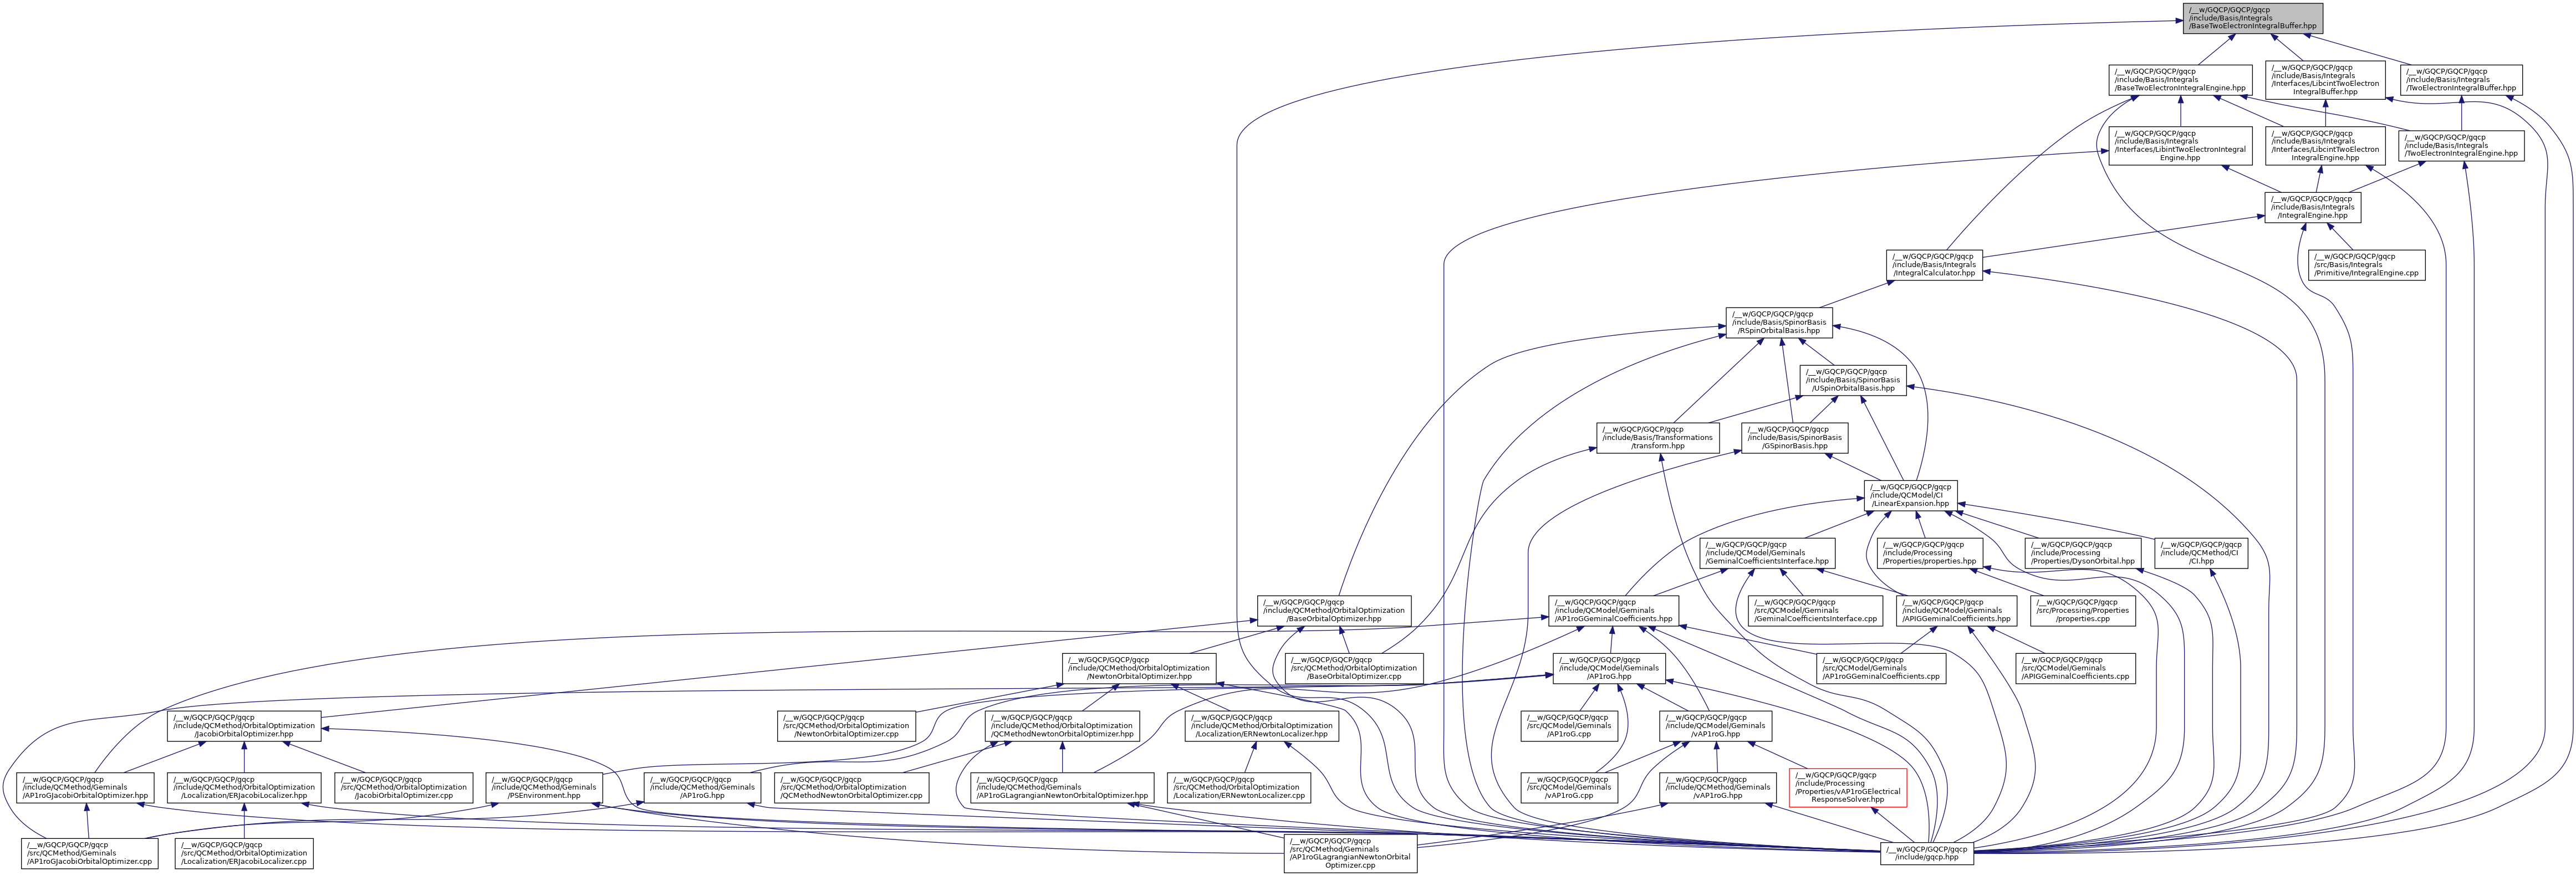 /__w/GQCP/GQCP/gqcp
/include/Basis/Integrals
/BaseTwoElectronIntegralBuffer.hpp
/__w/GQCP/GQCP/gqcp
/include/Basis/Integrals
/BaseTwoElectronIntegralEngine.hpp
/__w/GQCP/GQCP/gqcp
/include/Basis/Integrals
/Interfaces/LibcintTwoElectron
IntegralBuffer.hpp
/__w/GQCP/GQCP/gqcp
/include/Basis/Integrals
/TwoElectronIntegralBuffer.hpp
/__w/GQCP/GQCP/gqcp
/include/Basis/Integrals
/Interfaces/LibintTwoElectronIntegral
Engine.hpp
/__w/GQCP/GQCP/gqcp
/include/Basis/Integrals
/Interfaces/LibcintTwoElectron
IntegralEngine.hpp
/__w/GQCP/GQCP/gqcp
/include/Basis/Integrals
/TwoElectronIntegralEngine.hpp
/__w/GQCP/GQCP/gqcp
/include/Basis/Integrals
/IntegralEngine.hpp
/__w/GQCP/GQCP/gqcp
/include/Basis/Integrals
/IntegralCalculator.hpp
/__w/GQCP/GQCP/gqcp
/src/Basis/Integrals
/Primitive/IntegralEngine.cpp
/__w/GQCP/GQCP/gqcp
/include/Basis/SpinorBasis
/RSpinOrbitalBasis.hpp
/__w/GQCP/GQCP/gqcp
/include/Basis/SpinorBasis
/USpinOrbitalBasis.hpp
/__w/GQCP/GQCP/gqcp
/include/Basis/Transformations
/transform.hpp
/__w/GQCP/GQCP/gqcp
/include/Basis/SpinorBasis
/GSpinorBasis.hpp
/__w/GQCP/GQCP/gqcp
/include/QCModel/CI
/LinearExpansion.hpp
/__w/GQCP/GQCP/gqcp
/include/QCModel/Geminals
/GeminalCoefficientsInterface.hpp
/__w/GQCP/GQCP/gqcp
/include/Processing
/Properties/properties.hpp
/__w/GQCP/GQCP/gqcp
/include/Processing
/Properties/DysonOrbital.hpp
/__w/GQCP/GQCP/gqcp
/include/QCMethod/CI
/CI.hpp
/__w/GQCP/GQCP/gqcp
/include/QCMethod/OrbitalOptimization
/BaseOrbitalOptimizer.hpp
/__w/GQCP/GQCP/gqcp
/include/QCModel/Geminals
/AP1roGGeminalCoefficients.hpp
/__w/GQCP/GQCP/gqcp
/src/QCModel/Geminals
/GeminalCoefficientsInterface.cpp
/__w/GQCP/GQCP/gqcp
/include/QCModel/Geminals
/APIGGeminalCoefficients.hpp
/__w/GQCP/GQCP/gqcp
/src/Processing/Properties
/properties.cpp
/__w/GQCP/GQCP/gqcp
/include/QCMethod/OrbitalOptimization
/NewtonOrbitalOptimizer.hpp
/__w/GQCP/GQCP/gqcp
/src/QCMethod/OrbitalOptimization
/BaseOrbitalOptimizer.cpp
/__w/GQCP/GQCP/gqcp
/include/QCModel/Geminals
/AP1roG.hpp
/__w/GQCP/GQCP/gqcp
/src/QCModel/Geminals
/AP1roGGeminalCoefficients.cpp
/__w/GQCP/GQCP/gqcp
/src/QCModel/Geminals
/APIGGeminalCoefficients.cpp
/__w/GQCP/GQCP/gqcp
/include/QCMethod/OrbitalOptimization
/JacobiOrbitalOptimizer.hpp
/__w/GQCP/GQCP/gqcp
/src/QCMethod/OrbitalOptimization
/NewtonOrbitalOptimizer.cpp
/__w/GQCP/GQCP/gqcp
/include/QCMethod/OrbitalOptimization
/QCMethodNewtonOrbitalOptimizer.hpp
/__w/GQCP/GQCP/gqcp
/include/QCMethod/OrbitalOptimization
/Localization/ERNewtonLocalizer.hpp
/__w/GQCP/GQCP/gqcp
/src/QCModel/Geminals
/AP1roG.cpp
/__w/GQCP/GQCP/gqcp
/include/QCModel/Geminals
/vAP1roG.hpp
/__w/GQCP/GQCP/gqcp
/include/QCMethod/Geminals
/AP1roGJacobiOrbitalOptimizer.hpp
/__w/GQCP/GQCP/gqcp
/include/QCMethod/OrbitalOptimization
/Localization/ERJacobiLocalizer.hpp
/__w/GQCP/GQCP/gqcp
/src/QCMethod/OrbitalOptimization
/JacobiOrbitalOptimizer.cpp
/__w/GQCP/GQCP/gqcp
/include/QCMethod/Geminals
/PSEnvironment.hpp
/__w/GQCP/GQCP/gqcp
/include/QCMethod/Geminals
/AP1roG.hpp
/__w/GQCP/GQCP/gqcp
/src/QCMethod/OrbitalOptimization
/QCMethodNewtonOrbitalOptimizer.cpp
/__w/GQCP/GQCP/gqcp
/include/QCMethod/Geminals
/AP1roGLagrangianNewtonOrbitalOptimizer.hpp
/__w/GQCP/GQCP/gqcp
/src/QCMethod/OrbitalOptimization
/Localization/ERNewtonLocalizer.cpp
/__w/GQCP/GQCP/gqcp
/src/QCModel/Geminals
/vAP1roG.cpp
/__w/GQCP/GQCP/gqcp
/include/QCMethod/Geminals
/vAP1roG.hpp
/__w/GQCP/GQCP/gqcp
/include/Processing
/Properties/vAP1roGElectrical
ResponseSolver.hpp
/__w/GQCP/GQCP/gqcp
/src/QCMethod/Geminals
/AP1roGJacobiOrbitalOptimizer.cpp
/__w/GQCP/GQCP/gqcp
/src/QCMethod/OrbitalOptimization
/Localization/ERJacobiLocalizer.cpp
/__w/GQCP/GQCP/gqcp
/src/QCMethod/Geminals
/AP1roGLagrangianNewtonOrbital
Optimizer.cpp
/__w/GQCP/GQCP/gqcp
/include/gqcp.hpp